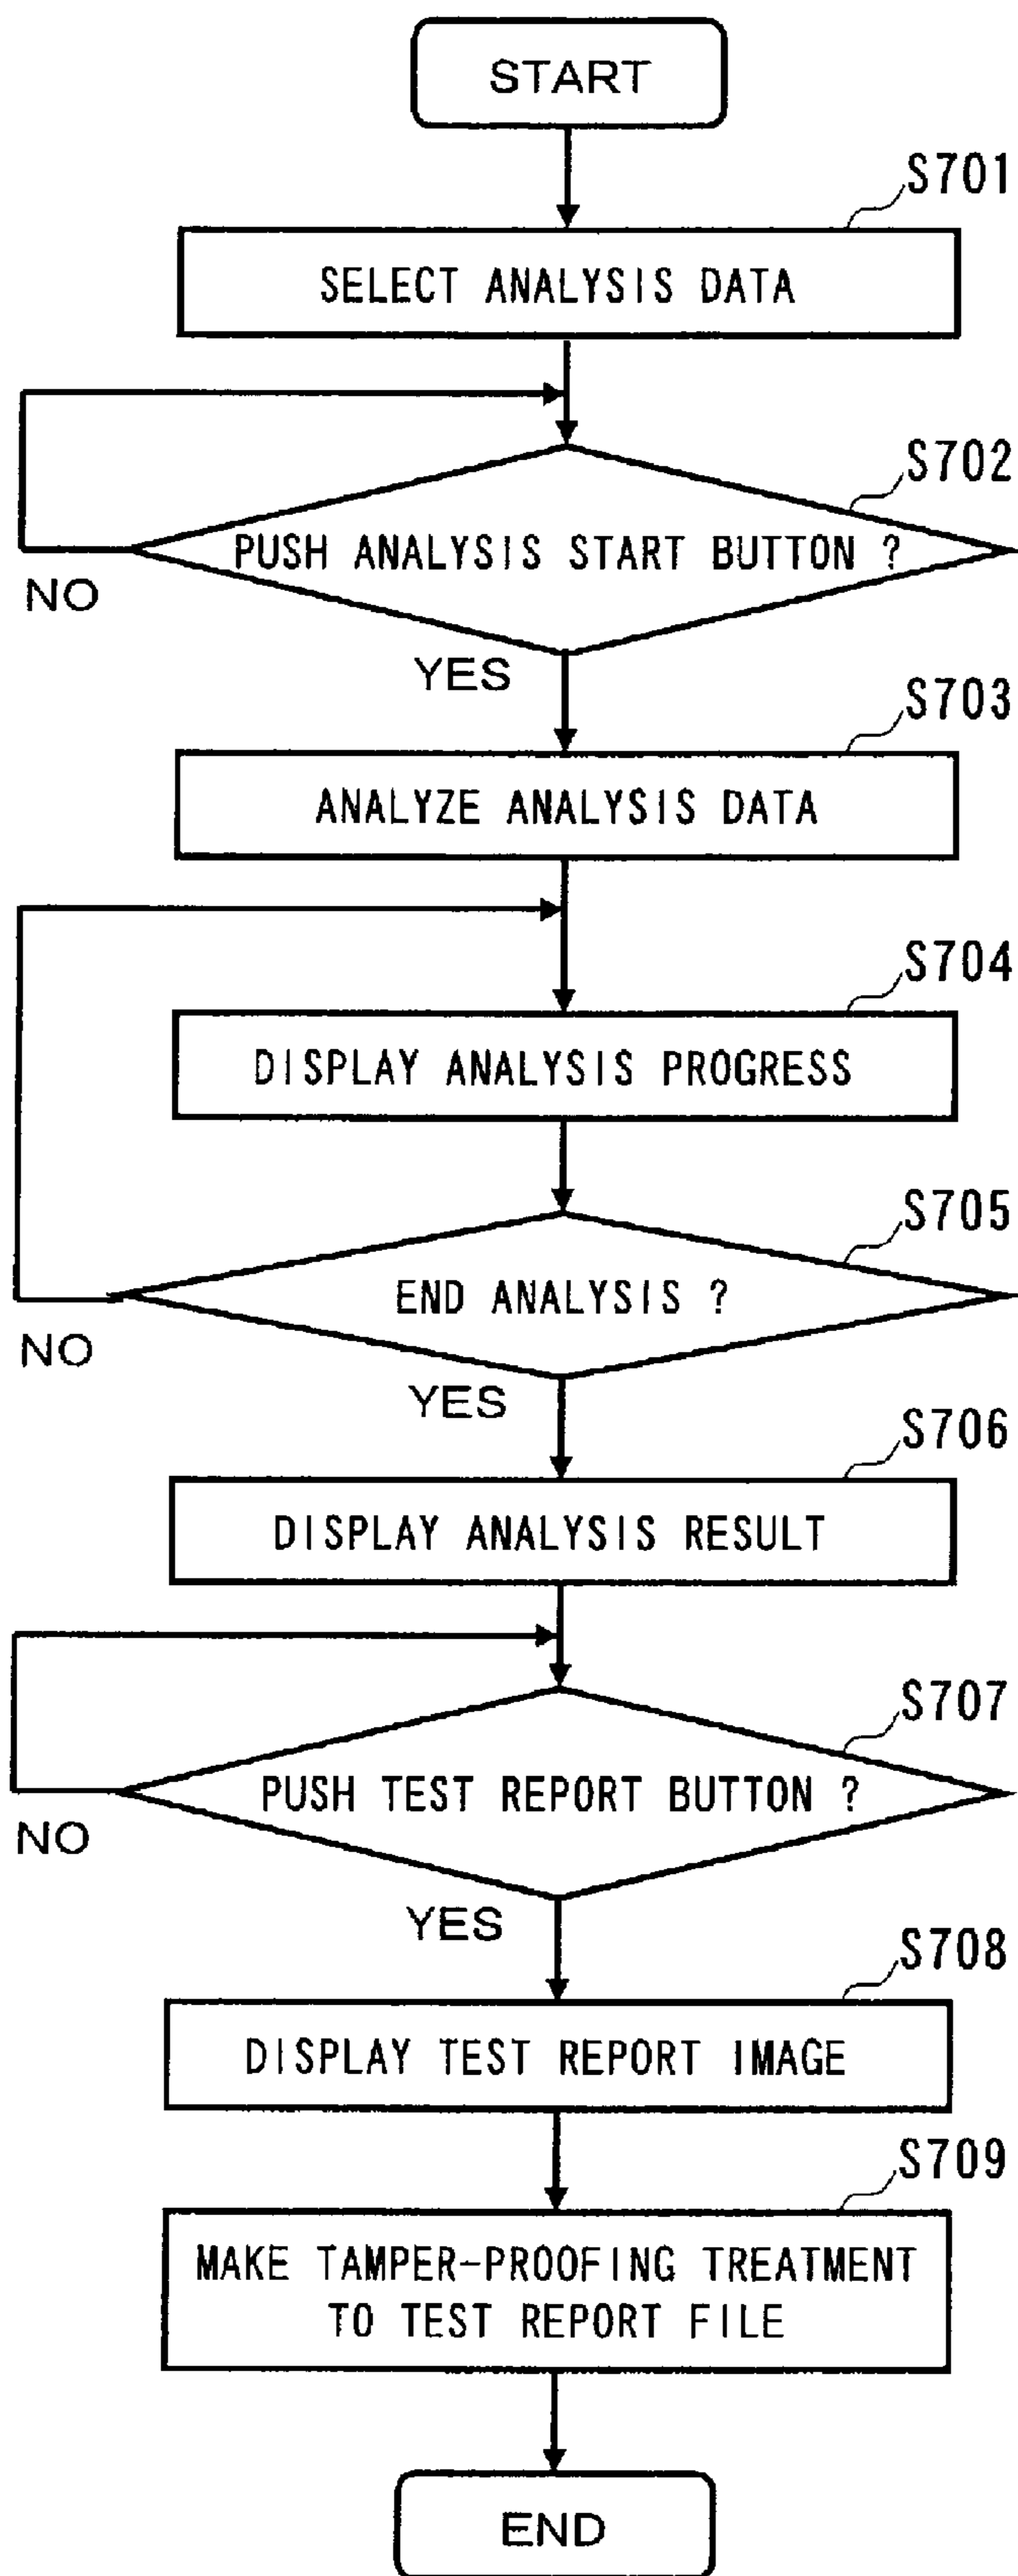 START
S701
SELECT ANALYSIS DATA
S702
PUSH ANALYSIS START BUTTON ?
NO
YES
S703
ANALYZE ANALYSIS DATA
S704
DISPLAY ANALYSIS PROGRESS
S705
END ANALYSIS ?
NO
YES
S706
DISPLAY ANALYSIS RESULT
S707
PUSH TEST REPORT BUTTON ?
NO
YES
S708
DISPLAY TEST REPORT IMAGE
S709
MAKE TAMPER-PROOFING TREATMENT
TO TEST REPORT FILE
END